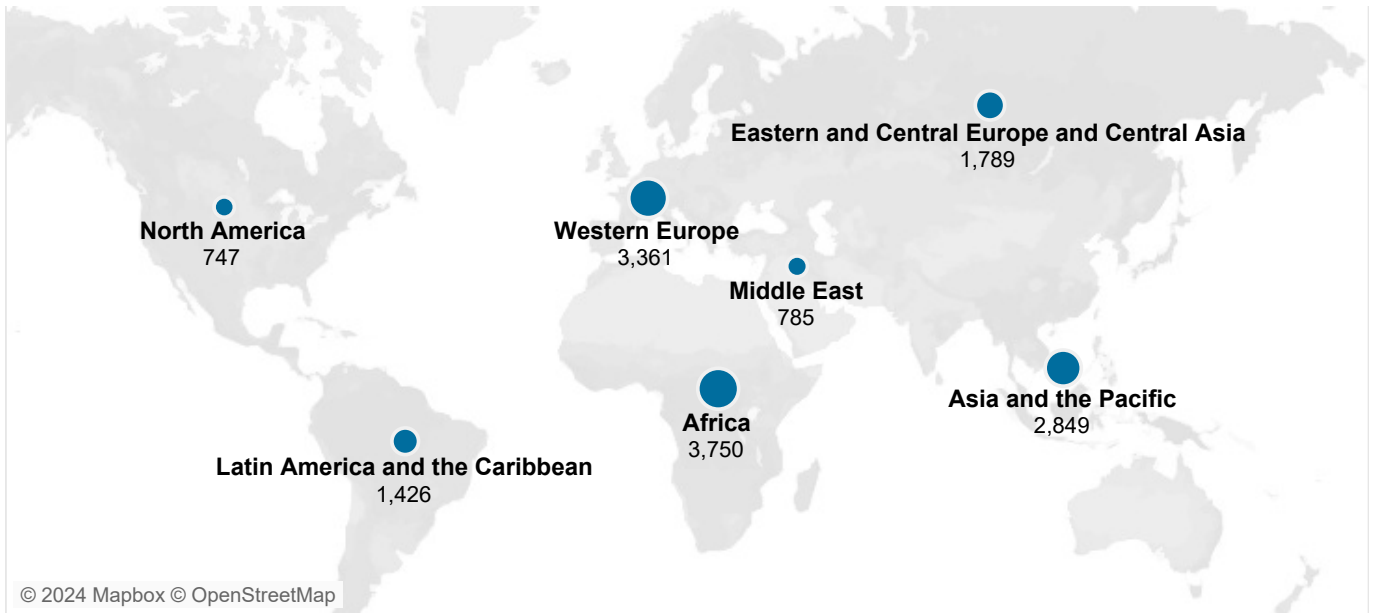 Eastern and Central Europe and Central Asia
1,789
North America
747
Western Europe
3,361
Middle East
785
Asia and the Pacific
2,849
Africa
3,750
Latin America and the Caribbean
1,426
© 2024 Mapbox © OpenStreetMap